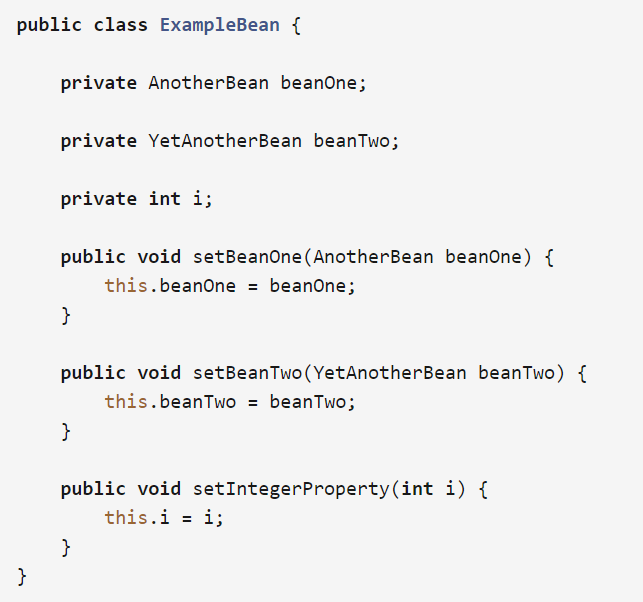 public class ExampleBean {
private AnotherBean beanOne;
private YetAnotherBean beanTwo;
private int i;
public void setBeanOne(AnotherBean beanOne) {
this.beanOne = beanOne;
}
public void setBeanTwo(YetAnotherBean beanTwo) {
this.beanTwo = beanTwo;
}
public void setIntegerProperty(int i) {
this.i = i;
}
}